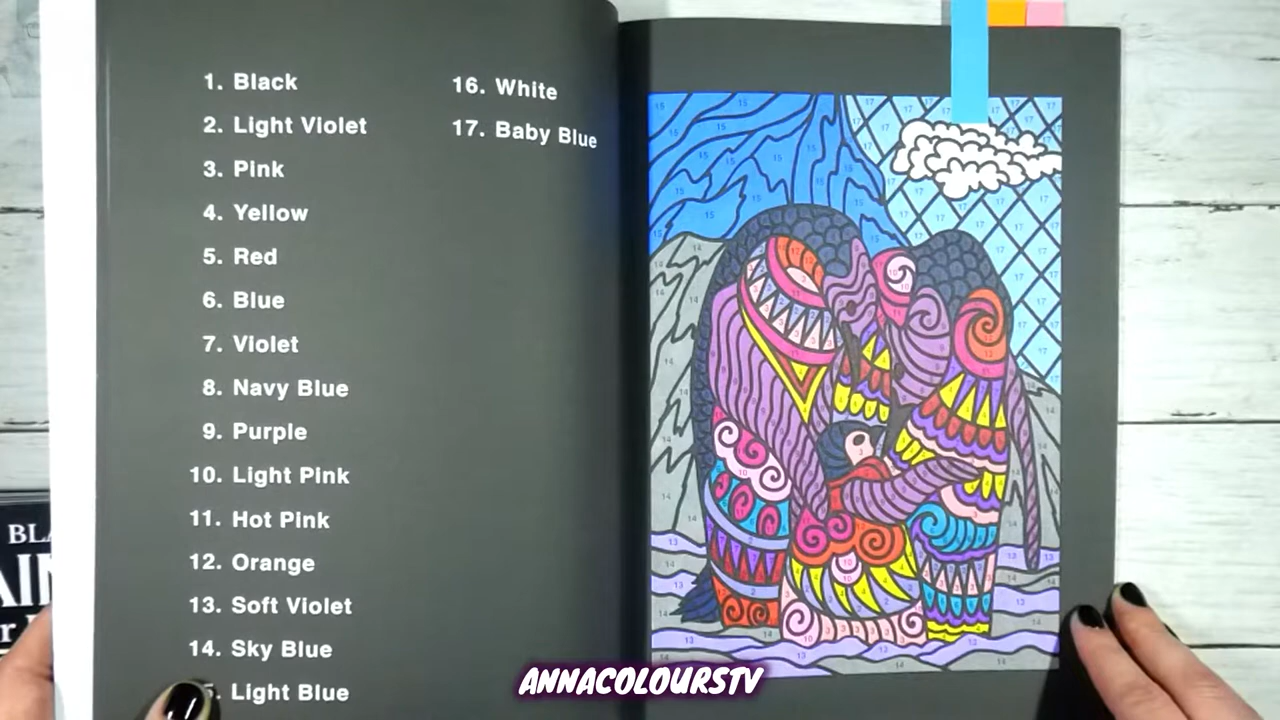 1. Black
2. Light Violet
3. Pink
4. Yellow
5. Red
6. Blue
7. Violet
8. Navy Blue
9. Purple
10. Light Pink
11. Hot Pink
12. Orange
13. Soft Violet
14. Sky Blue
5. Light Blue
16. White
17. Baby Blue
ANNACOLOURSTV